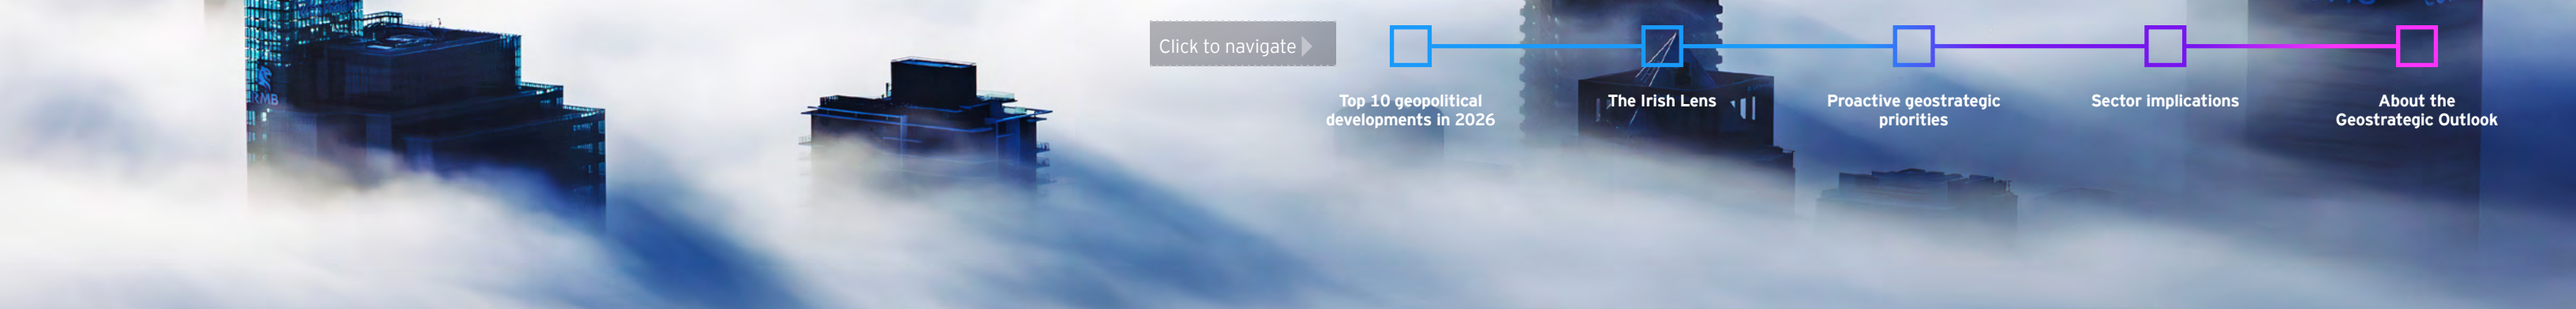 Click to navigate
Top 10 geopolitical
developments in 2026
The Irish Lens
Proactive geostrategic
priorities
Sector implications
About the
Geostrategic Outlook
RMB